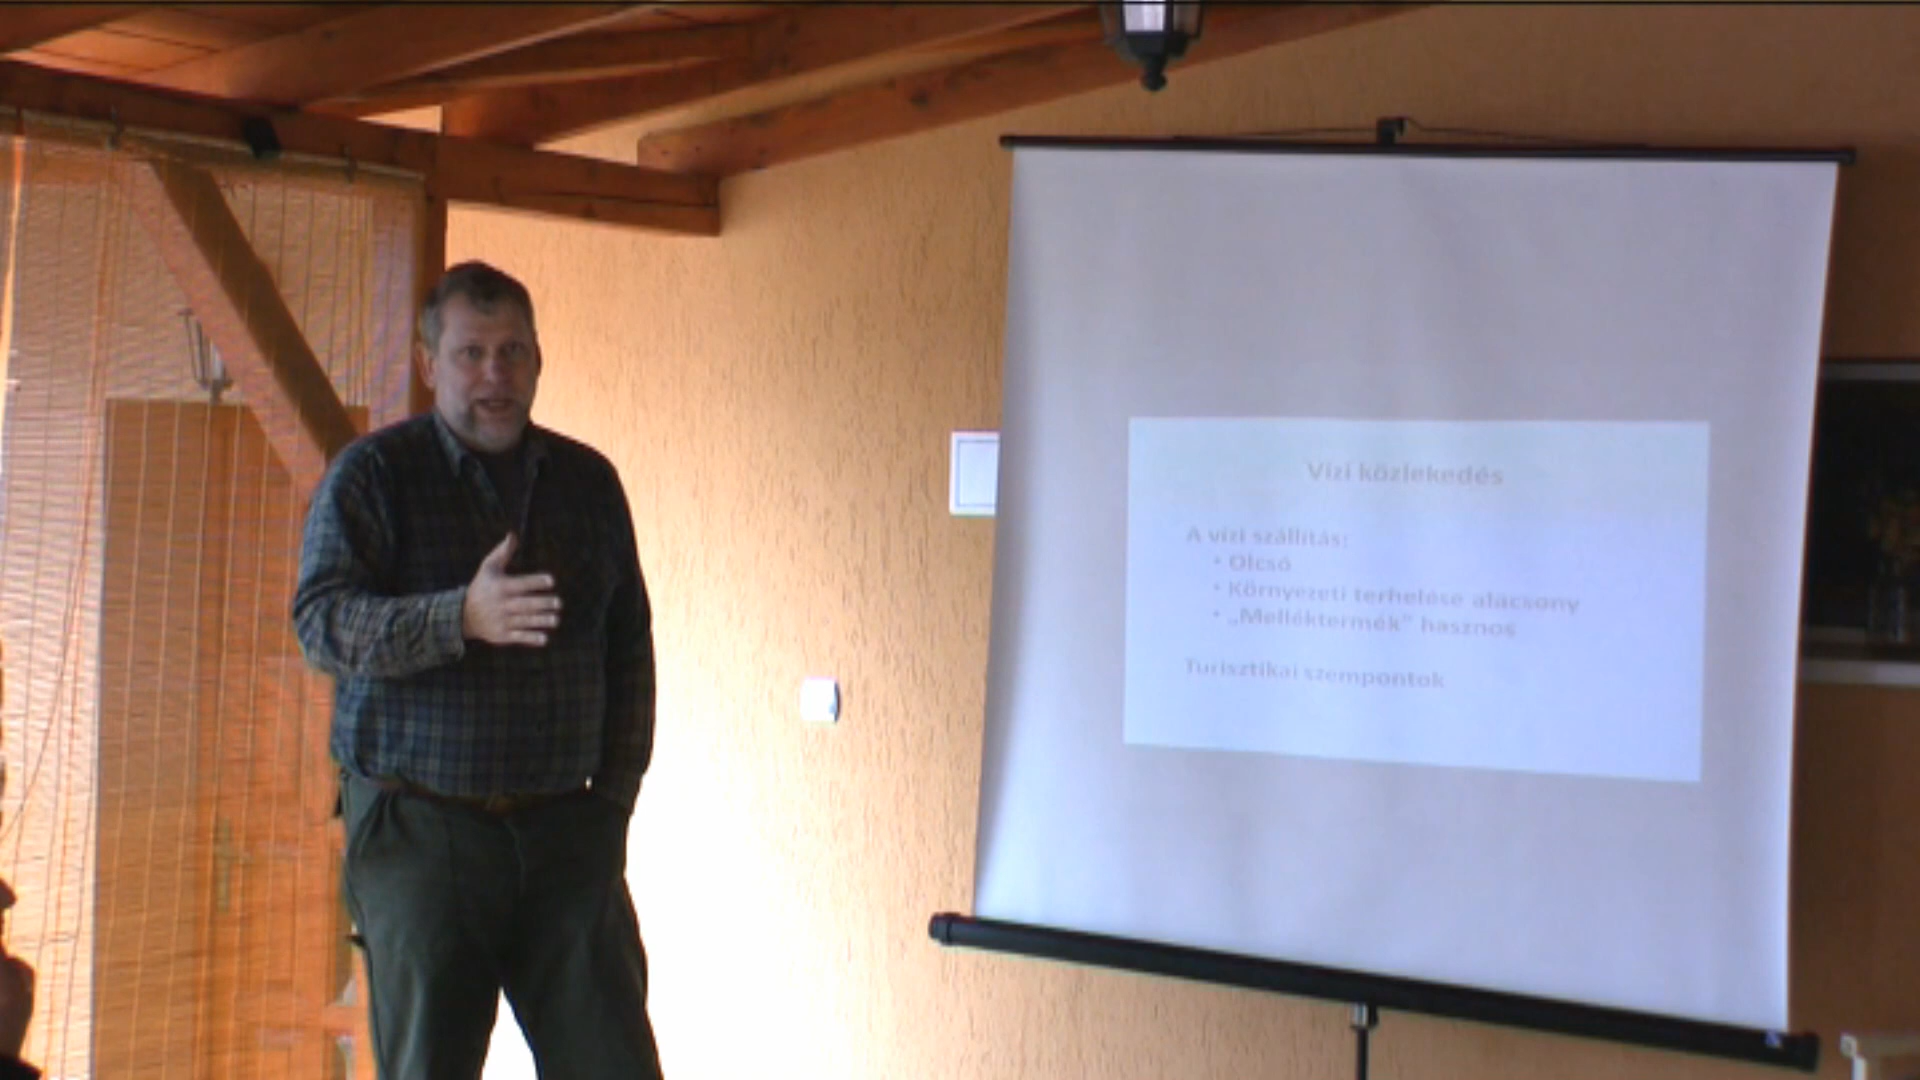 Vízi közlekedés
A vízi szállítás:
• Olcsó
• Környezeti terhelése alacsony
• „Melléktermék” hasznos
Turisztikai szempontok